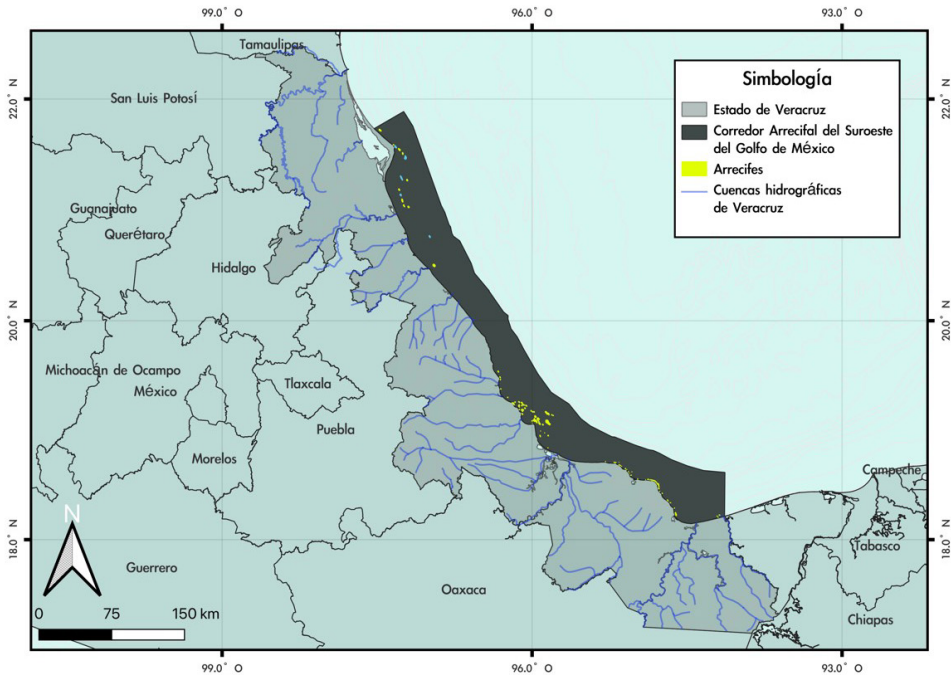 99.0° O
96.0° O
93.0° O
22.0° N
20.0° N
18.0° N
22.0° N
20.0° N
18.0° N
Tamaulipas
San Luis Potosí
Guanajuato
Querétaro
Hidalgo
Michoacán de Ocampo
México
Tlaxcala
Puebla
Morelos
Guerrero
Oaxaca
Campeche
Tabasco
Chiapas
Simbología
Estado de Veracruz
Corredor Arrecifal del Suroeste
del Golfo de México
Arrecifes
Cuencas hidrográficas
de Veracruz
N
0 75 150 km
99.0° O
96.0° O
93.0° O